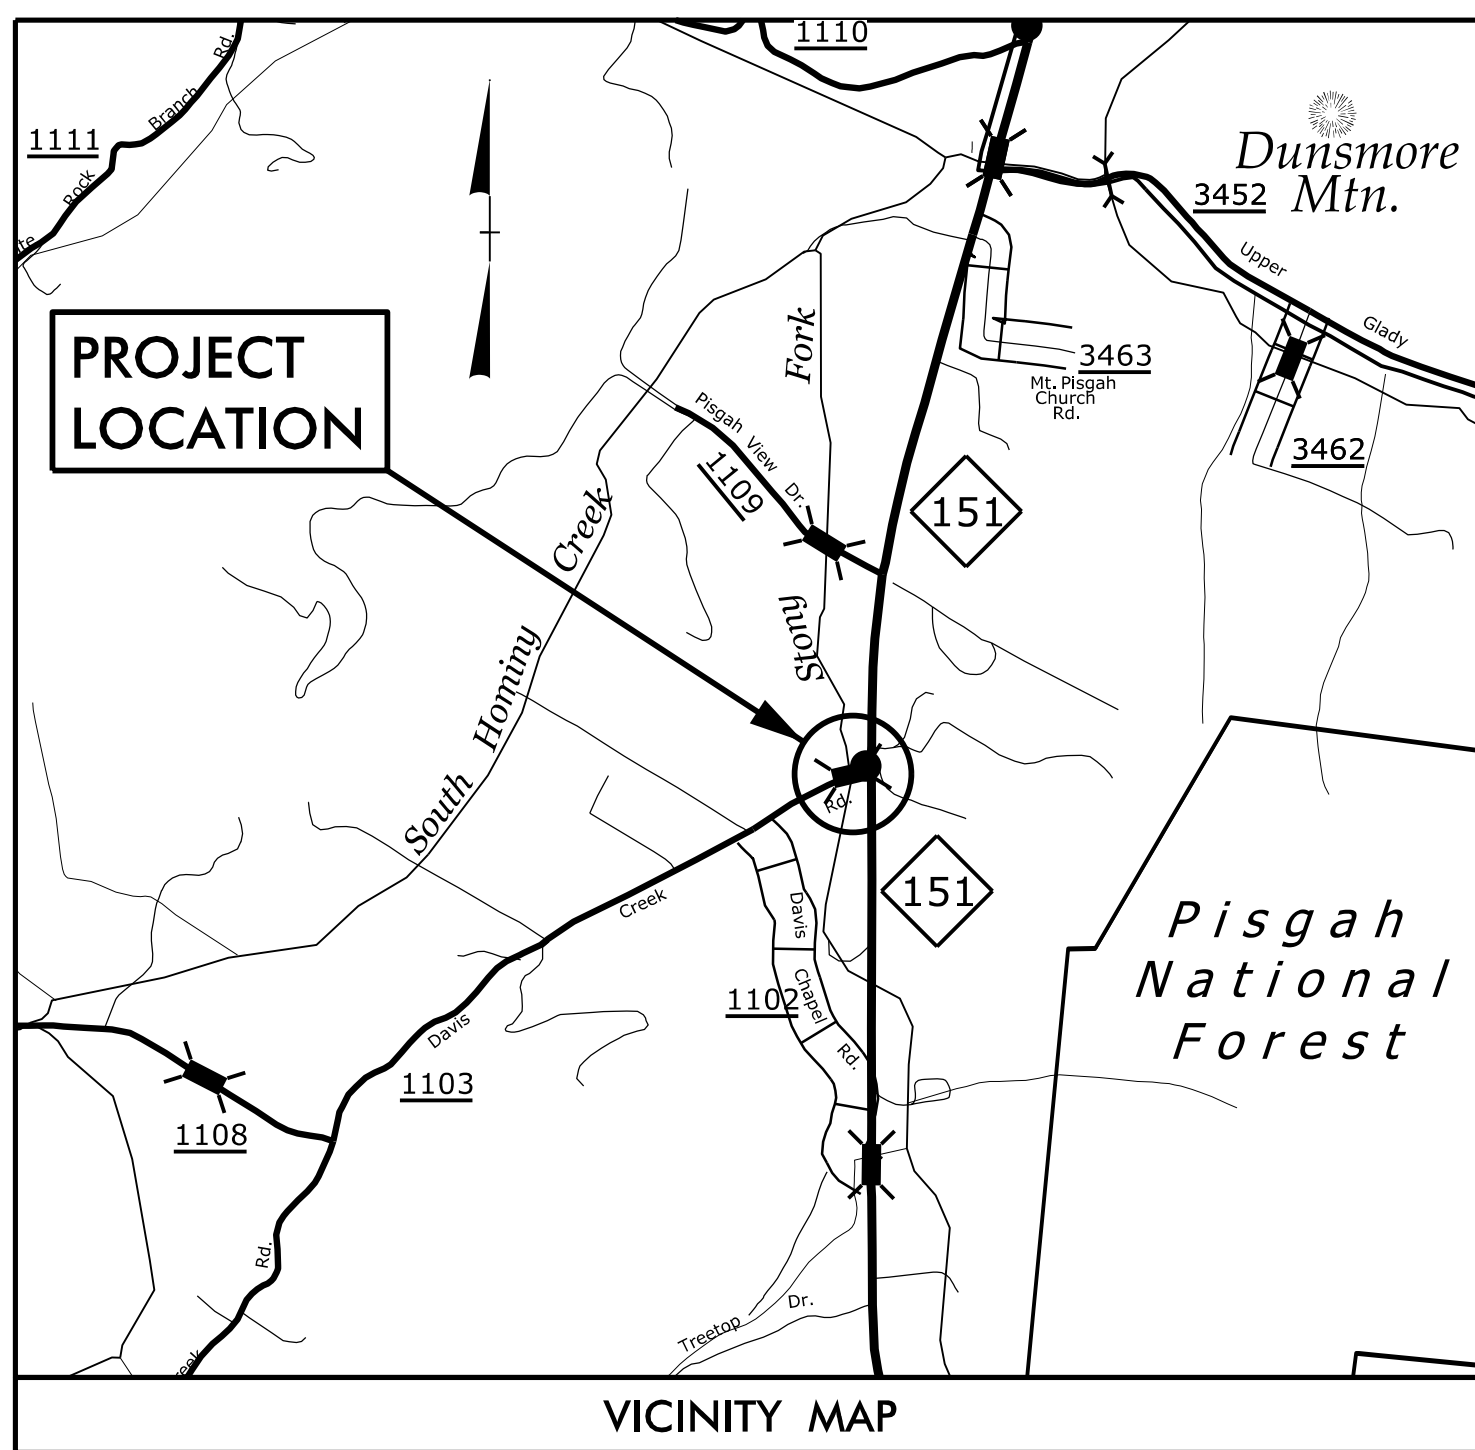 1110
Rd.
Branch
1111
Rock
Dunsmore
Mtn.
3452
Upper
Glady
PROJECT
LOCATION
Fork
3463
Mt. Pisgah
Church
Rd.
Pisgah View Dr.
1109
3462
151
Creek
Stony
Hominy
South
Rd.
151
Creek
Davis
Chapel
Rd.
1102
Pisgah
National
Forest
Davis
1103
1108
Rd.
Treetop Dr.
VICINITY MAP